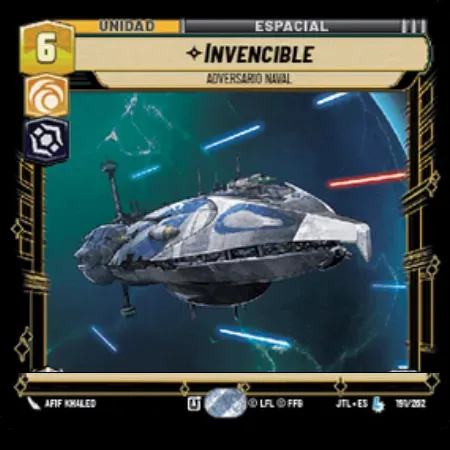 UNIDAD ESPACIAL
6
INVENCIBLE
ADVERSARIO NAVAL
AFIF KHALED
© LFL © FFG
JTL • ES
191/262